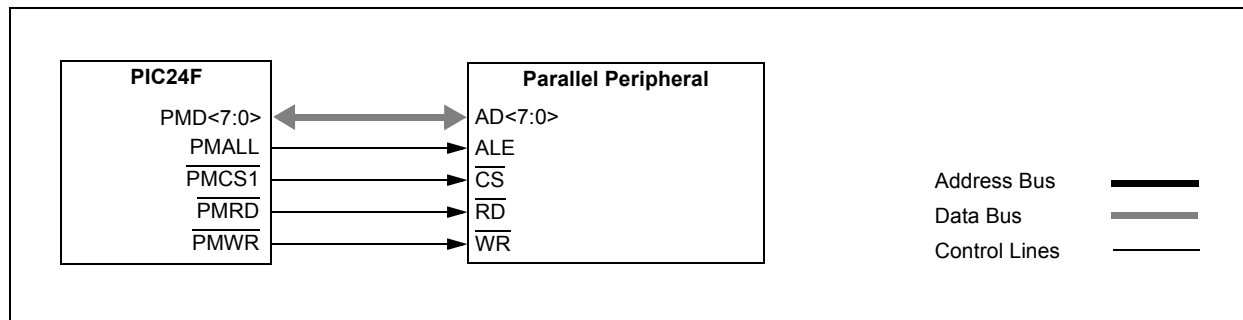 PIC24F
PMD<7:0>
PMALL
PMCS1
PMRD
PMWR
Parallel Peripheral
AD<7:0>
ALE
CS
RD
WR
Address Bus
Data Bus
Control Lines